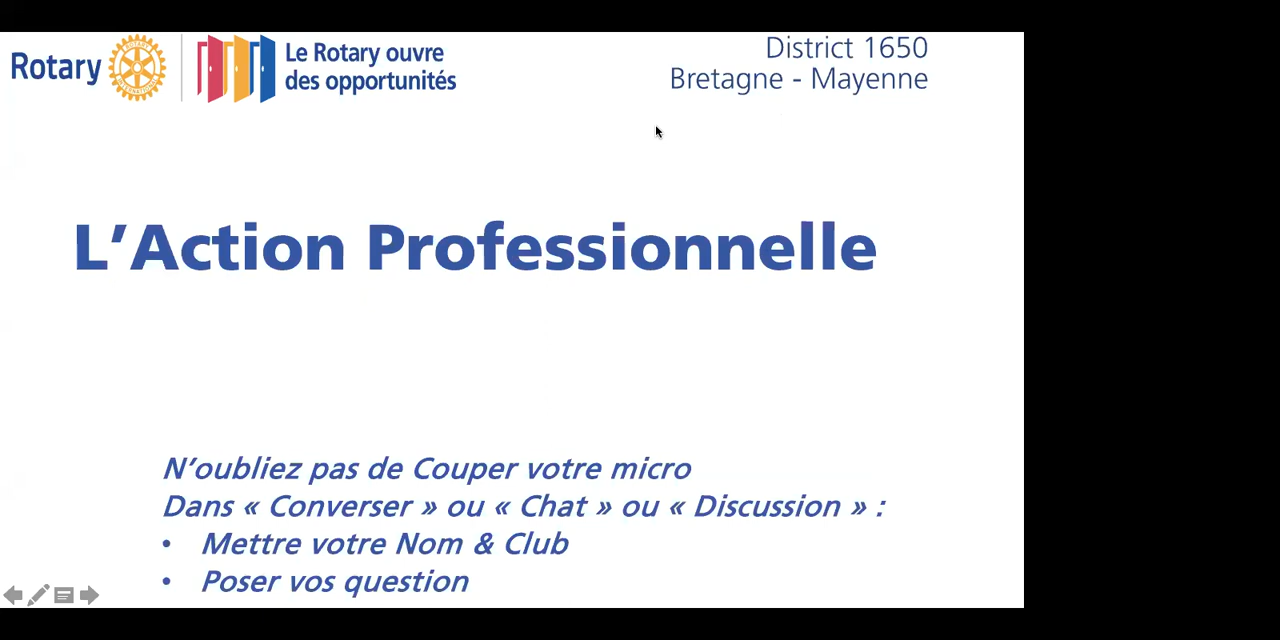 Rotary
Le Rotary ouvre
des opportunités
District 1650
Bretagne - Mayenne
L’Action Professionnelle
N’oubliez pas de Couper votre micro
Dans « Converser » ou « Chat » ou « Discussion » :
• Mettre votre Nom & Club
• Poser vos question